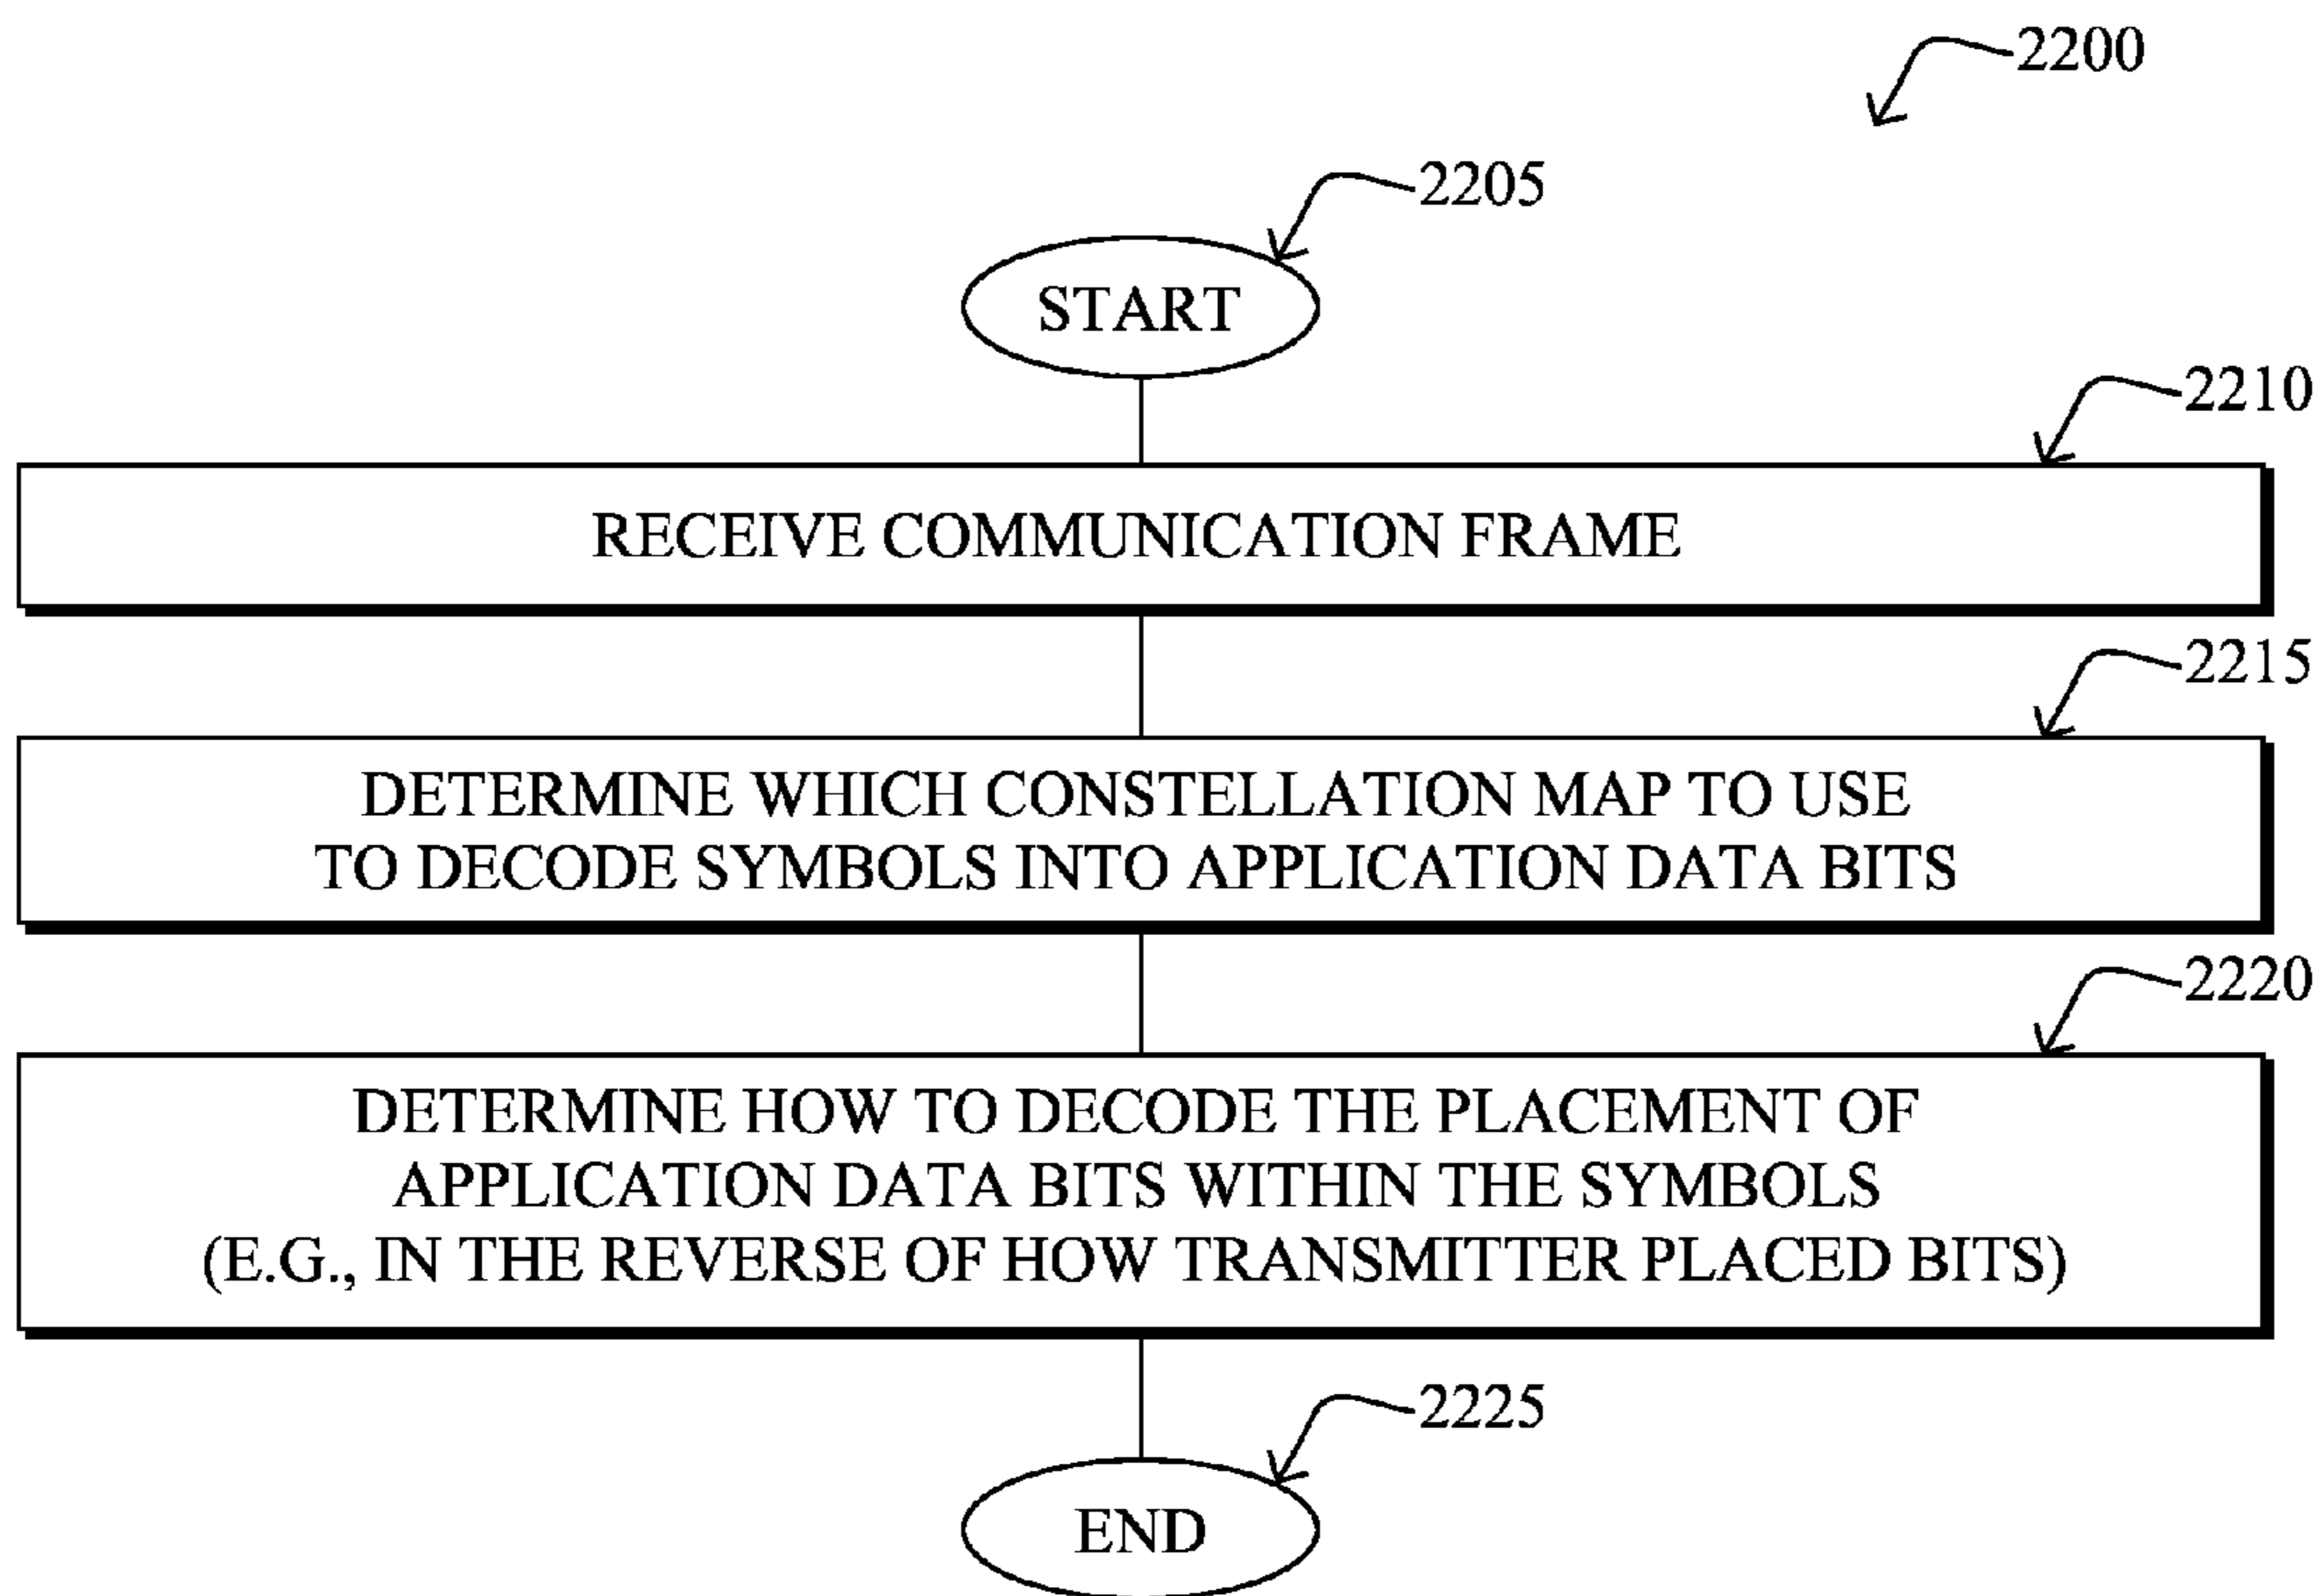 2200
2205
START
2210
RECEIVE COMMUNICATION FRAME
2215
DETERMINE WHICH CONSTELLATION MAP TO USE
TO DECODE SYMBOLS INTO APPLICATION DATA BITS
2220
DETERMINE HOW TO DECODE THE PLACEMENT OF
APPLICATION DATA BITS WITHIN THE SYMBOLS
(E.G., IN THE REVERSE OF HOW TRANSMITTER PLACED BITS)
2225
END